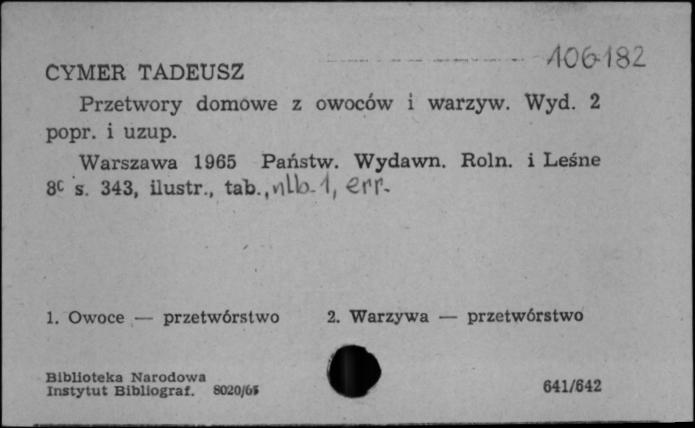 106182
CYMER TADEUSZ
Przetwory domowe z owoców i warzyw. Wyd. 2
popr. i uzup.
Warszawa 1965 Państw. Wydawn. Roln. i Leśne
8c s. 343, ilustr., tab., nlb. 1, err.
1. Owoce — przetwórstwo 2. Warzywa — przetwórstwo
Biblioteka Narodowa
Instytut Bibliograf. 8020/65 641/642